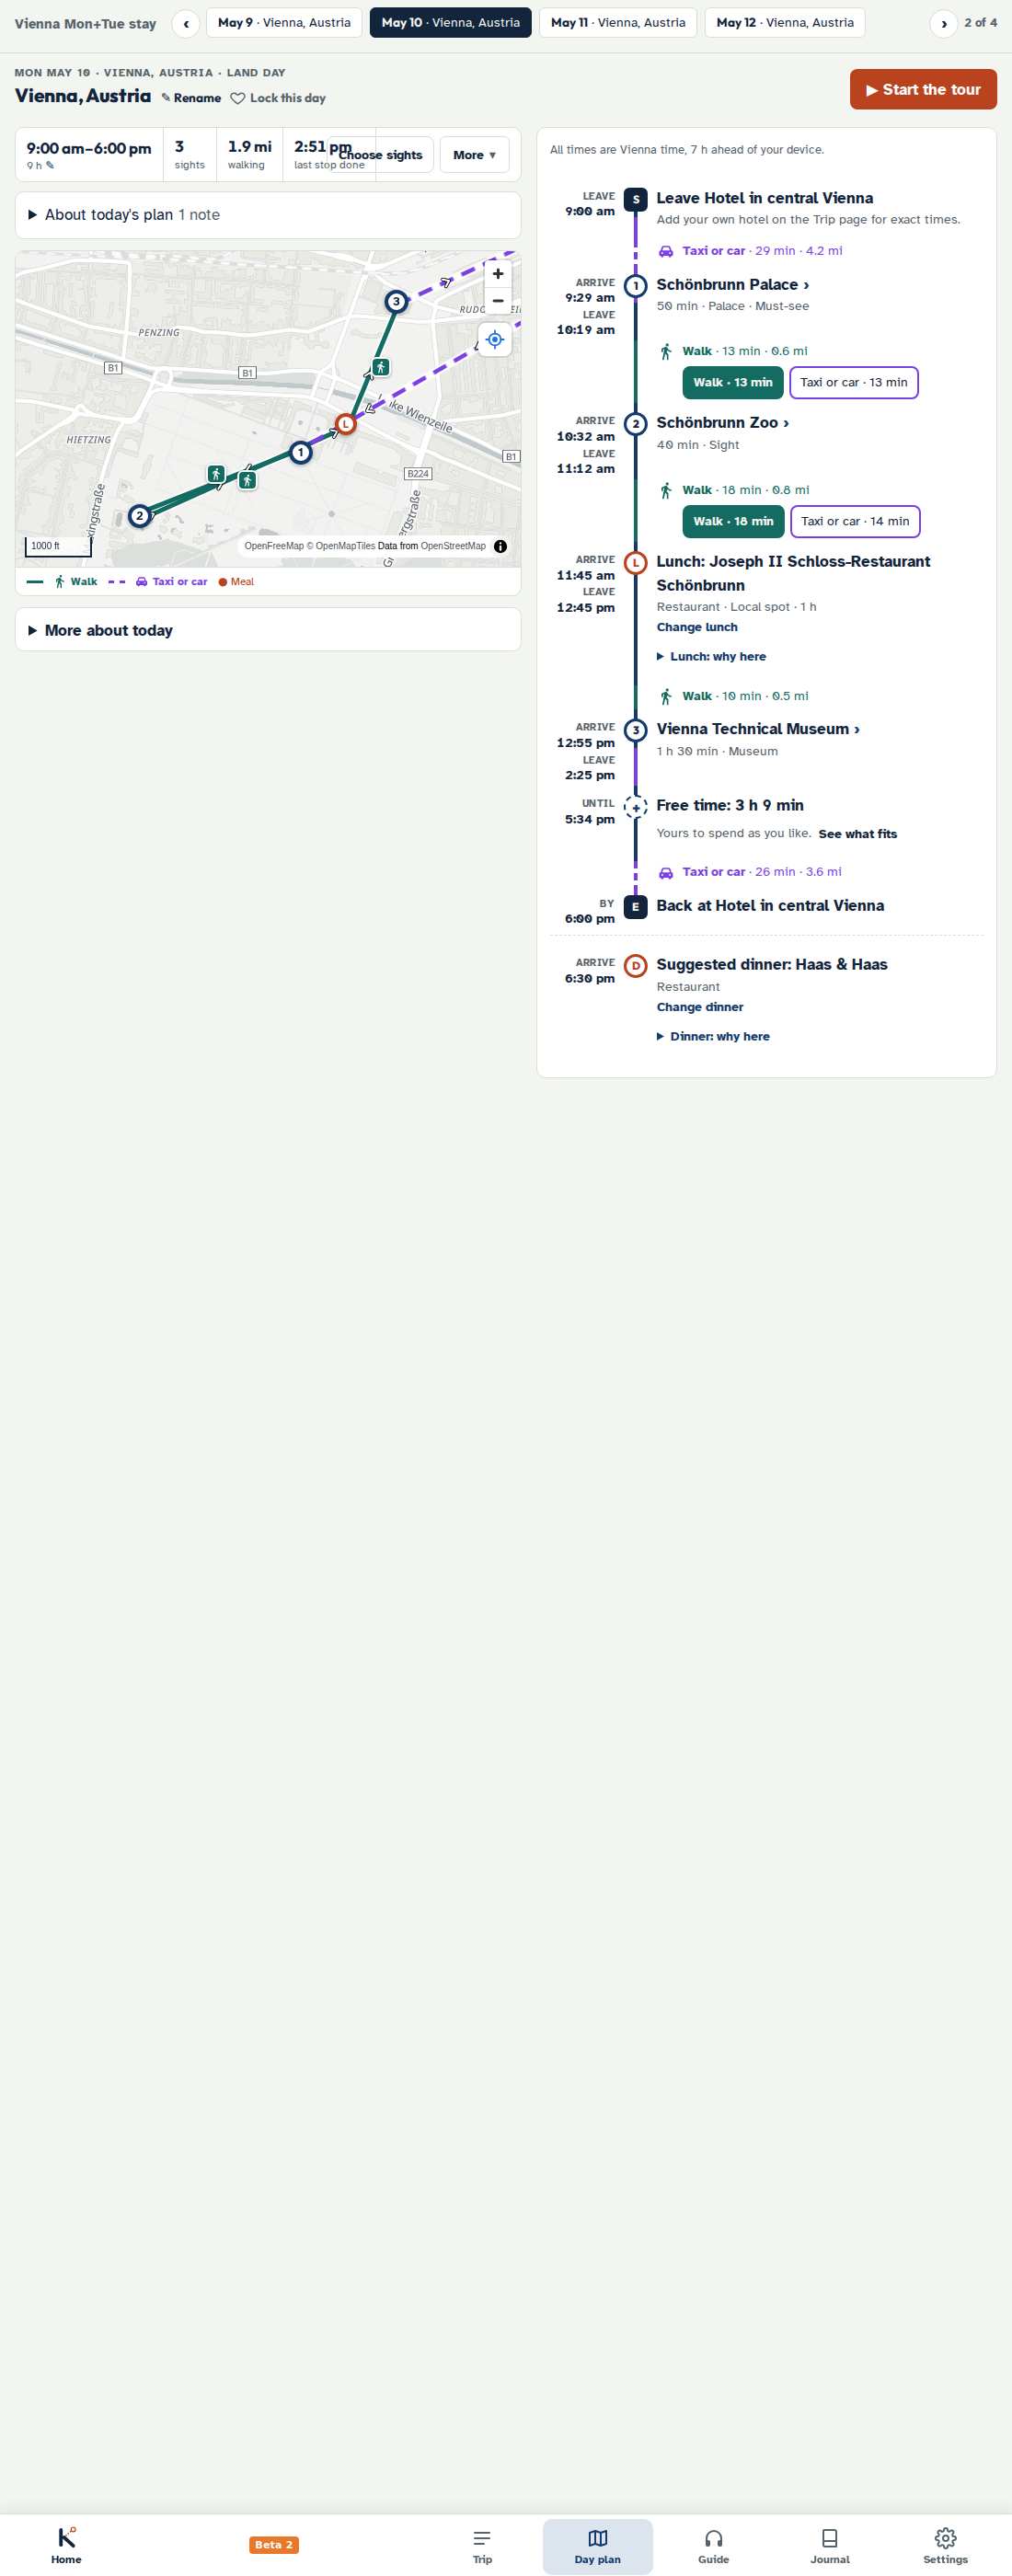 Vienna Mon+Tue stay
‹
May 9 · Vienna, Austria
May 10 · Vienna, Austria
May 11 · Vienna, Austria
May 12 · Vienna, Austria
›
2 of 4
MON MAY 10 · VIENNA, AUSTRIA · LAND DAY
Vienna, Austria
✎ Rename
Lock this day
▶ Start the tour
9:00 am–6:00 pm
9 h ✎
3
sights
1.9 mi
walking
2:51 pm
last stop done
Choose sights
More ▼
▶ About today's plan 1 note
PENZING
B1
B1
HIETZING
B224
B1
3
L
1
2
+
−
1000 ft
OpenFreeMap © OpenMapTiles Data from OpenStreetMap
Walk
Taxi or car
Meal
▶ More about today
All times are Vienna time, 7 h ahead of your device.
LEAVE
9:00 am
S
Leave Hotel in central Vienna
Add your own hotel on the Trip page for exact times.
Taxi or car · 29 min · 4.2 mi
ARRIVE
9:29 am
LEAVE
10:19 am
1
Schönbrunn Palace ›
50 min · Palace · Must-see
Walk · 13 min · 0.6 mi
Walk · 13 min
Taxi or car · 13 min
ARRIVE
10:32 am
LEAVE
11:12 am
2
Schönbrunn Zoo ›
40 min · Sight
Walk · 18 min · 0.8 mi
Walk · 18 min
Taxi or car · 14 min
ARRIVE
11:45 am
LEAVE
12:45 pm
L
Lunch: Joseph II Schloss-Restaurant
Schönbrunn
Restaurant · Local spot · 1 h
Change lunch
▶ Lunch: why here
Walk · 10 min · 0.5 mi
ARRIVE
12:55 pm
LEAVE
2:25 pm
3
Vienna Technical Museum ›
1 h 30 min · Museum
UNTIL
5:34 pm
+
Free time: 3 h 9 min
Yours to spend as you like. See what fits
Taxi or car · 26 min · 3.6 mi
BY
6:00 pm
E
Back at Hotel in central Vienna
ARRIVE
6:30 pm
D
Suggested dinner: Haas & Haas
Restaurant
Change dinner
▶ Dinner: why here
Home
Beta 2
Trip
Day plan
Guide
Journal
Settings